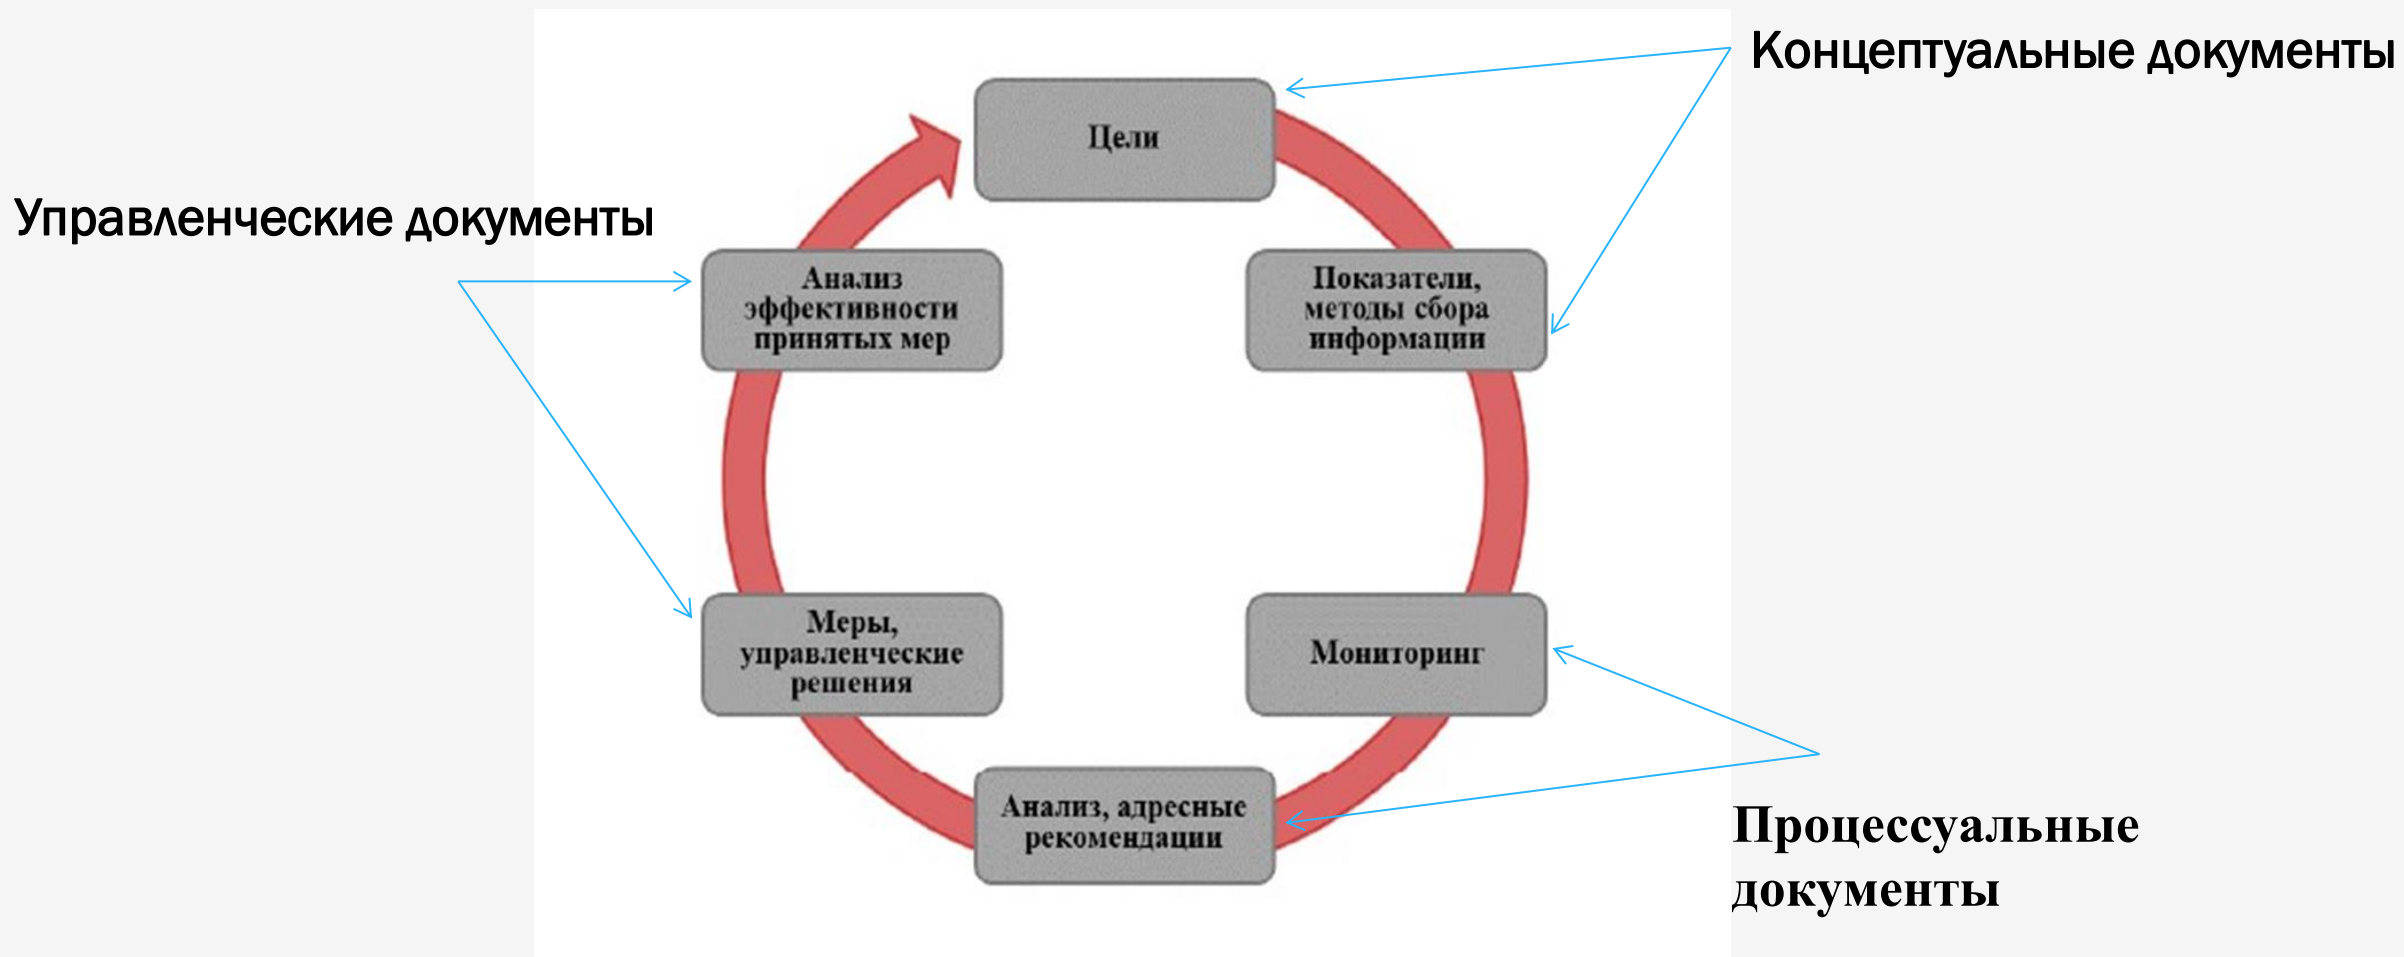 Концептуальные документы
Цели
Управленческие документы
Анализ
эффективности
принятых мер
Показатели,
методы сбора
информации
Меры,
управленческие
решения
Мониторинг
Анализ, адресные
рекомендации
Процессуальные
документы